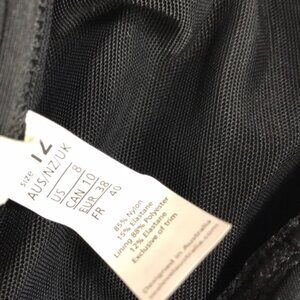 size 12
AUS/NZ/UK
US 8
CAN 10
EUR 38
FR 40
85% Nylon
15% Elastane
Lining 88% Polyester
12% Elastane
Exclusive of trim
Designed in Australia